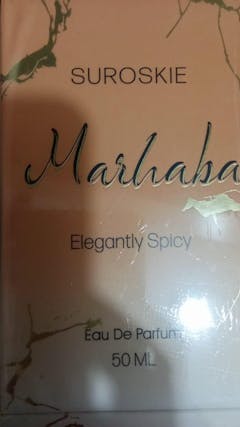 SUROSKIE
Marhaba
Elegantly Spicy
Eau De Parfum
50 ML